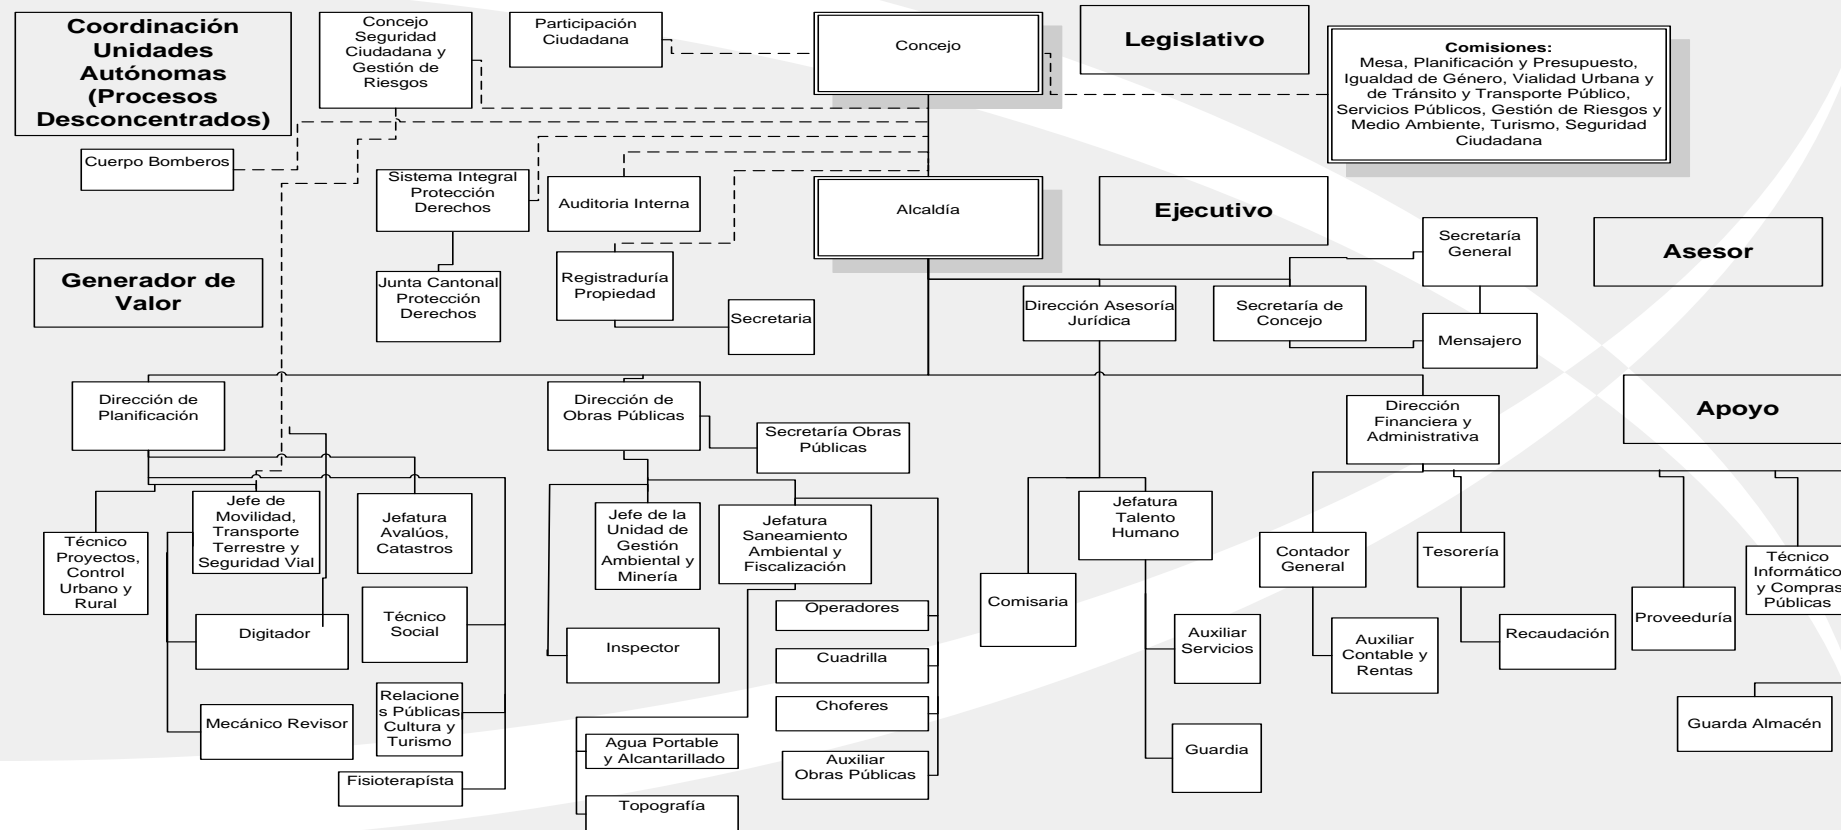 Coordinación
Unidades
Autónomas
(Procesos
Desconcentrados)
Concejo
Seguridad
Ciudadana y
Gestión de
Riesgos
Participación
Ciudadana
Concejo
Legislativo
Comisiones:
Mesa, Planificación y Presupuesto,
Igualdad de Género, Vialidad Urbana y
de Tránsito y Transporte Público,
Servicios Públicos, Gestión de Riesgos y
Medio Ambiente, Turismo, Seguridad
Ciudadana
Cuerpo Bomberos
Sistema Integral
Protección
Derechos
Auditoria Interna
Alcaldía
Ejecutivo
Secretaría
General
Asesor
Generador de
Valor
Junta Cantonal
Protección
Derechos
Registraduría
Propiedad
Secretaria
Dirección Asesoría
Jurídica
Secretaría de
Concejo
Mensajero
Dirección de
Planificación
Dirección de
Obras Públicas
Secretaría Obras
Públicas
Dirección
Financiera y
Administrativa
Apoyo
Técnico
Proyectos,
Control
Urbano y
Rural
Jefe de
Movilidad,
Transporte
Terrestre y
Seguridad Vial
Jefatura
Avalúos,
Catastros
Jefe de la
Unidad de
Gestión
Ambiental y
Minería
Jefatura
Saneamiento
Ambiental y
Fiscalización
Jefatura
Talento
Humano
Comisaria
Contador
General
Tesorería
Técnico
Informático
y Compras
Públicas
Proveeduría
Digitador
Técnico
Social
Inspector
Operadores
Cuadrilla
Choferes
Auxiliar
Obras Públicas
Auxiliar
Servicios
Auxiliar
Contable y
Rentas
Recaudación
Mecánico Revisor
Relacione
s Públicas
Cultura y
Turismo
Fisioterapísta
Agua Portable
y Alcantarillado
Topografía
Guardia
Guarda Almacén